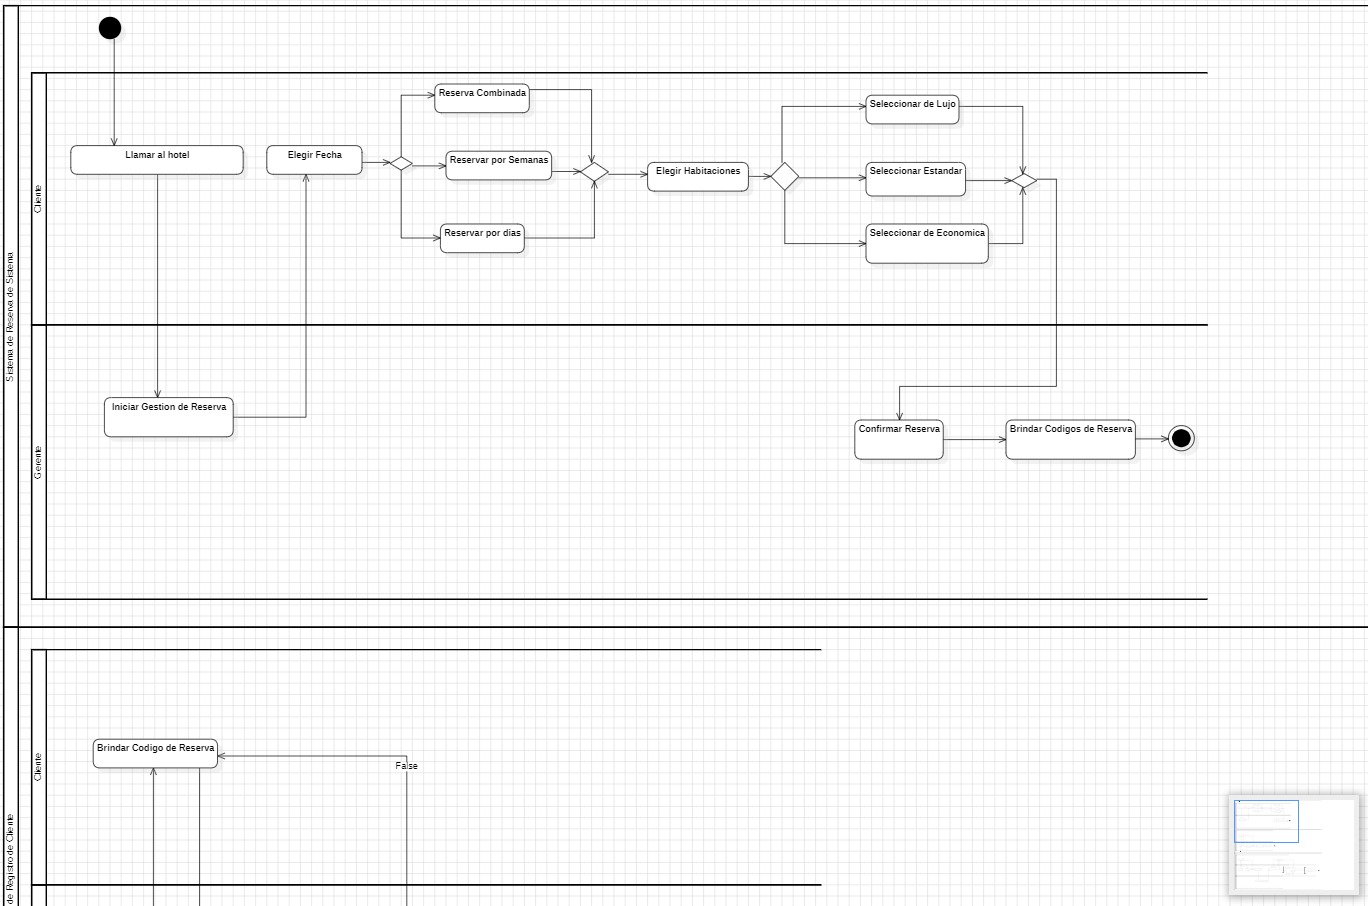 Sistema de Reserva de Sistema
Cliente
Llamar al hotel
Elegir Fecha
Reserva Combinada
Reservar por Semanas
Reservar por dias
Elegir Habitaciones
Seleccionar de Lujo
Seleccionar Estandar
Seleccionar de Economica
Gerente
Iniciar Gestion de Reserva
Confirmar Reserva
Brindar Codigos de Reserva
de Registro de Cliente
Cliente
Brindar Codigo de Reserva
False